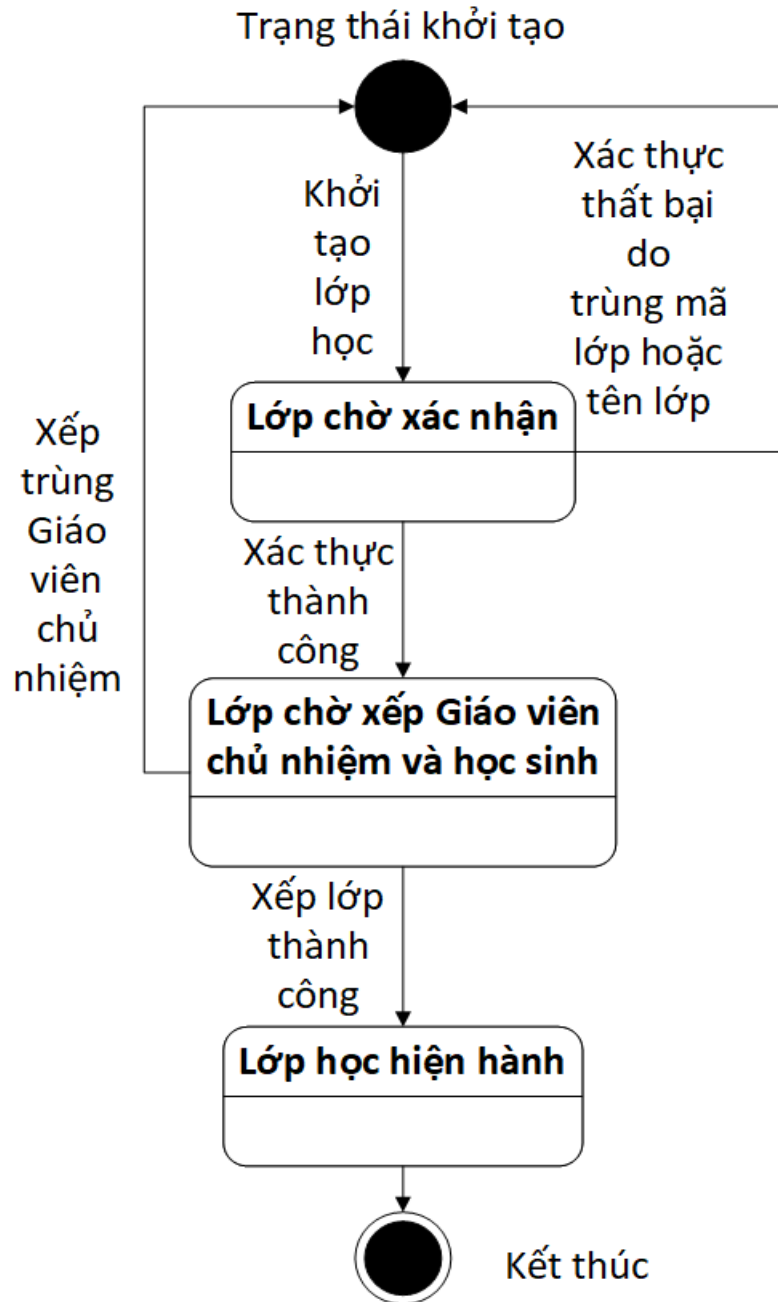 Trạng thái khởi tạo
Khởi
tạo
lớp
học
Xác thực
thất bại
do
trùng mã
lớp hoặc
tên lớp
Lớp chờ xác nhận
Xếp
trùng
Giáo
viên
chủ
nhiệm
Xác thực
thành
công
Lớp chờ xếp Giáo viên
chủ nhiệm và học sinh
Xếp lớp
thành
công
Lớp học hiện hành
Kết thúc